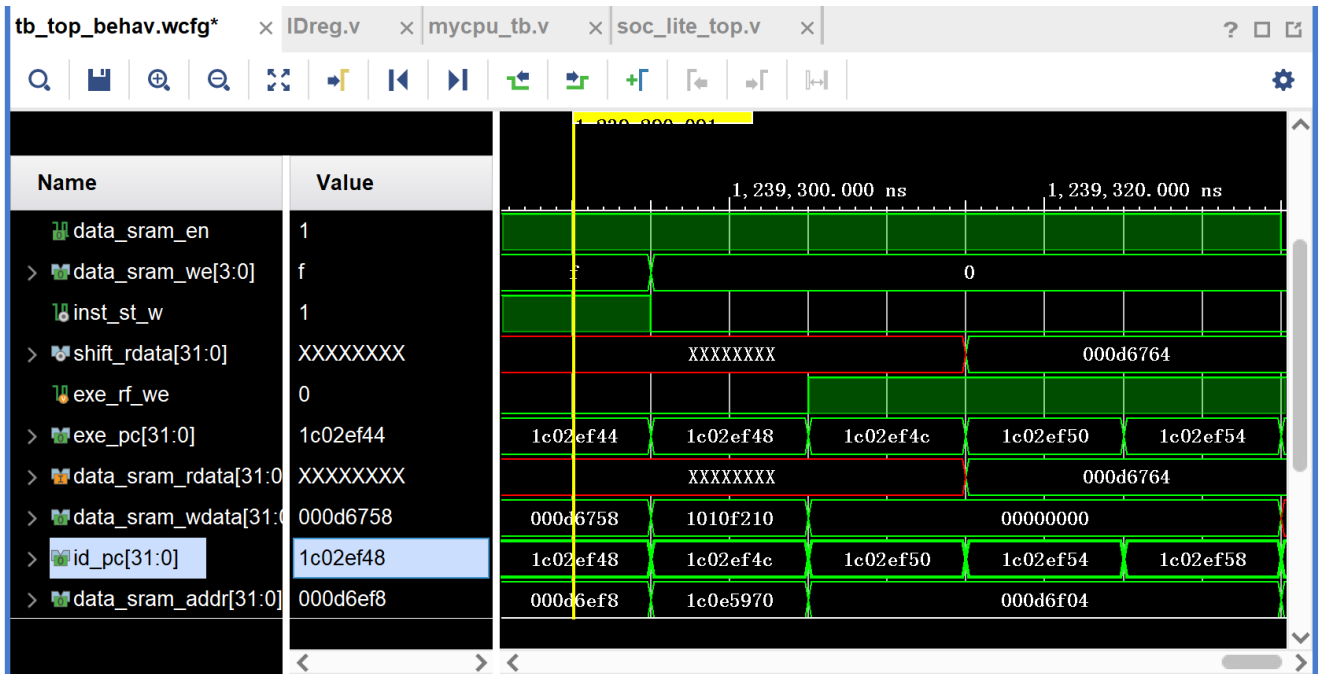 tb_top_behav.wcfg* × IDreg.v × mycpu_tb.v × soc_lite_top.v × ?
Name Value 1,239,300.000 ns 1,239,320.000 ns
data_sram_en 1
data_sram_we[3:0] f f 0
inst_st_w 1
shift_rdata[31:0] XXXXXXXX XXXXXXXX 000d6764
exe_rf_we 0
exe_pc[31:0] 1c02ef44 1c02ef44 1c02ef48 1c02ef4c 1c02ef50 1c02ef54
data_sram_rdata[31:0 XXXXXXXX XXXXXXXX 000d6764
data_sram_wdata[31:0 000d6758 000d6758 1010f210 00000000
id_pc[31:0] 1c02ef48 1c02ef48 1c02ef4c 1c02ef50 1c02ef54 1c02ef58
data_sram_addr[31:0] 000d6ef8 000d6ef8 1c0e5970 000d6f04